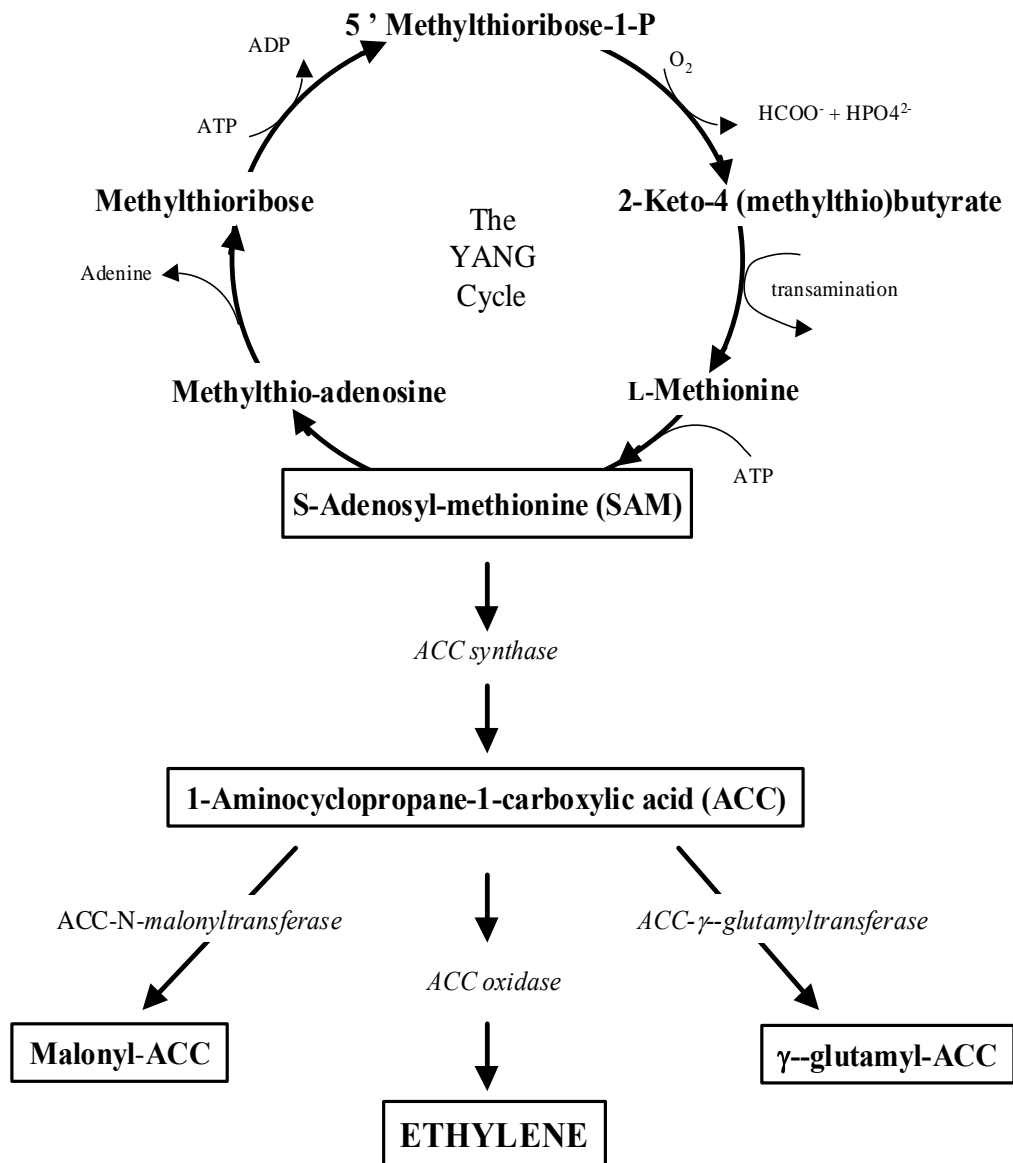 5 ’ Methylthioribose-1-P
ADP
O2
ATP
HCOO- + HPO42-
Methylthioribose
2-Keto-4 (methylthio)butyrate
The
YANG
Cycle
Adenine
transamination
Methylthio-adenosine
L-Methionine
ATP
S-Adenosyl-methionine (SAM)
ACC synthase
1-Aminocyclopropane-1-carboxylic acid (ACC)
ACC-N-malonyltransferase
ACC-γ--glutamyltransferase
ACC oxidase
Malonyl-ACC
γ--glutamyl-ACC
ETHYLENE